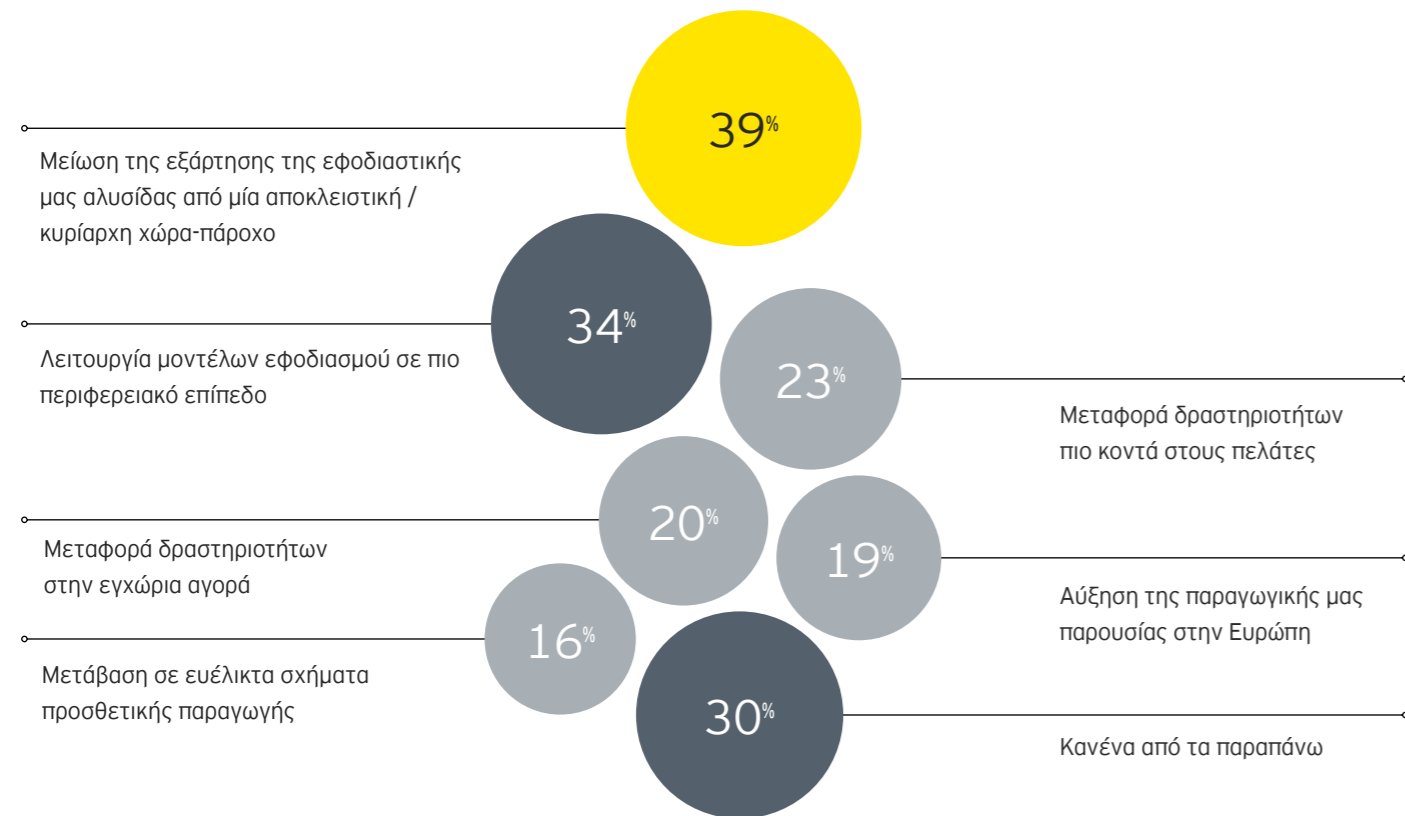 39%
Μείωση της εξάρτησης της εφοδιαστικής
μας αλυσίδας από μία αποκλειστική /
κυρίαρχη χώρα-πάροχο
34%
Λειτουργία μοντέλων εφοδιασμού σε πιο
περιφερειακό επίπεδο
23%
Μεταφορά δραστηριοτήτων
πιο κοντά στους πελάτες
20%
Μεταφορά δραστηριοτήτων
στην εγχώρια αγορά
19%
Αύξηση της παραγωγικής μας
παρουσίας στην Ευρώπη
16%
Μετάβαση σε ευέλικτα σχήματα
προσθετικής παραγωγής
30%
Κανένα από τα παραπάνω